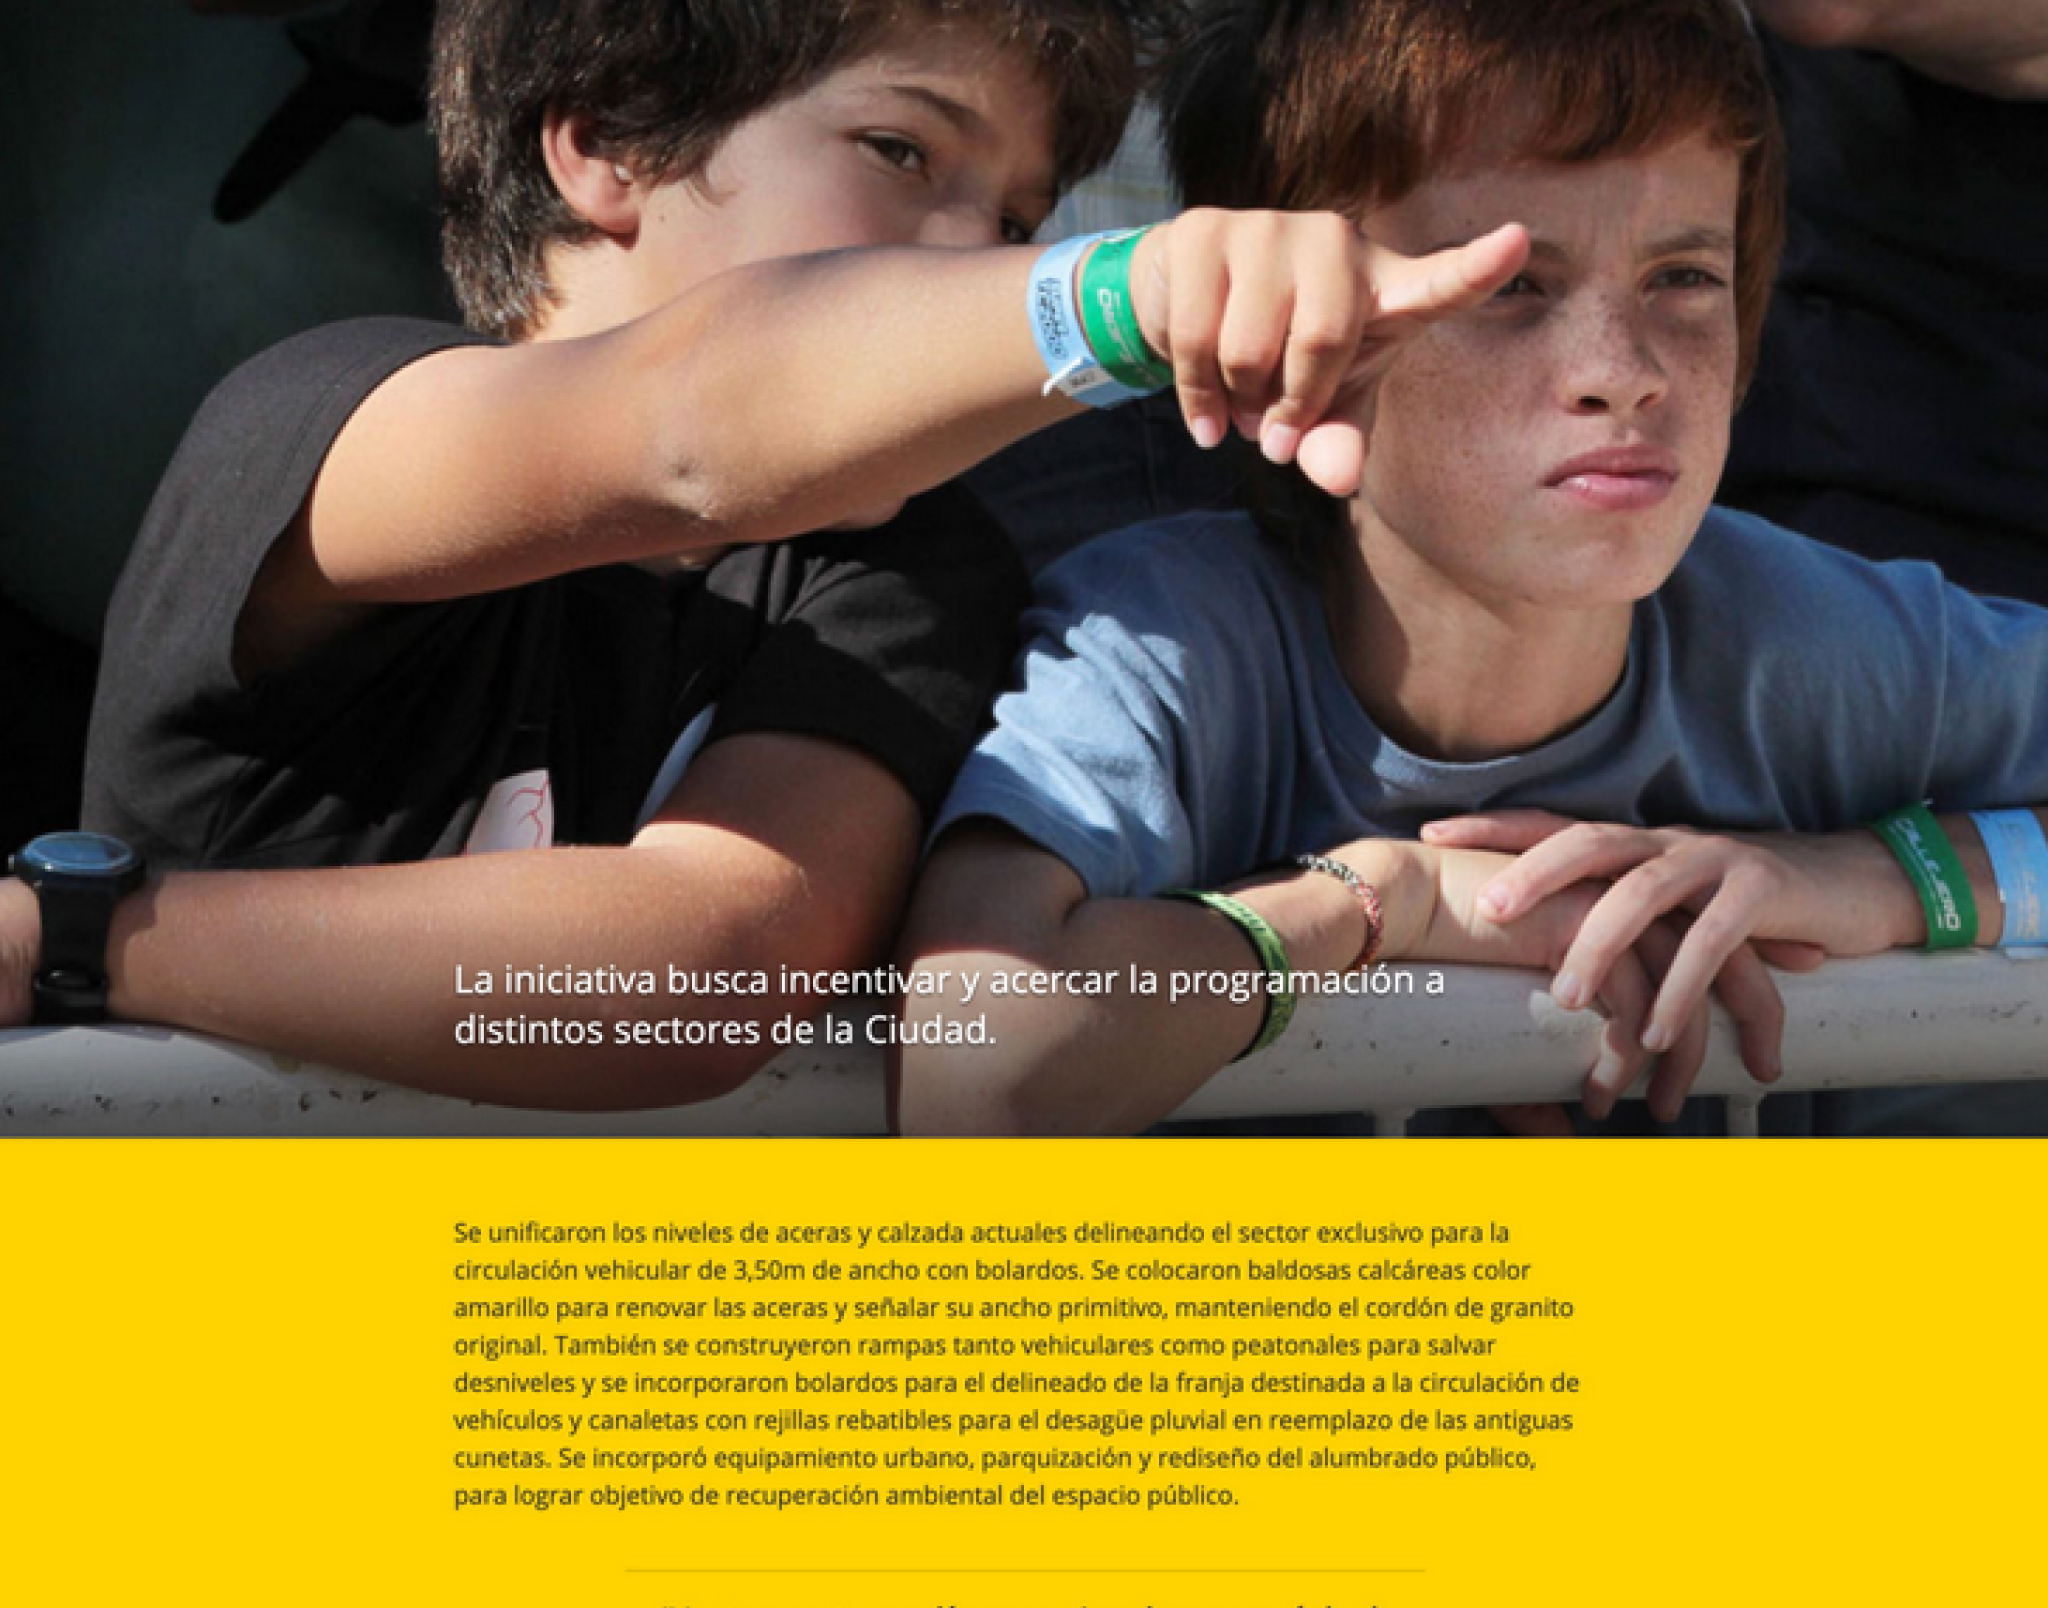 La iniciativa busca incentivar y acercar la programación a
distintos sectores de la Ciudad.
CALLEJERO
Se unificaron los niveles de aceras y calzada actuales delineando el sector exclusivo para la
circulación vehicular de 3,50m de ancho con bolardos. Se colocaron baldosas calcáreas color
amarillo para renovar las aceras y señalar su ancho primitivo, manteniendo el cordón de granito
original. También se construyeron rampas tanto vehiculares como peatonales para salvar
desniveles y se incorporaron bolardos para el delineado de la franja destinada a la circulación de
vehículos y canaletas con rejillas rebatibles para el desagüe pluvial en reemplazo de las antiguas
cunetas. Se incorporó equipamiento urbano, parquización y rediseño del alumbrado público,
para lograr objetivo de recuperación ambiental del espacio público.